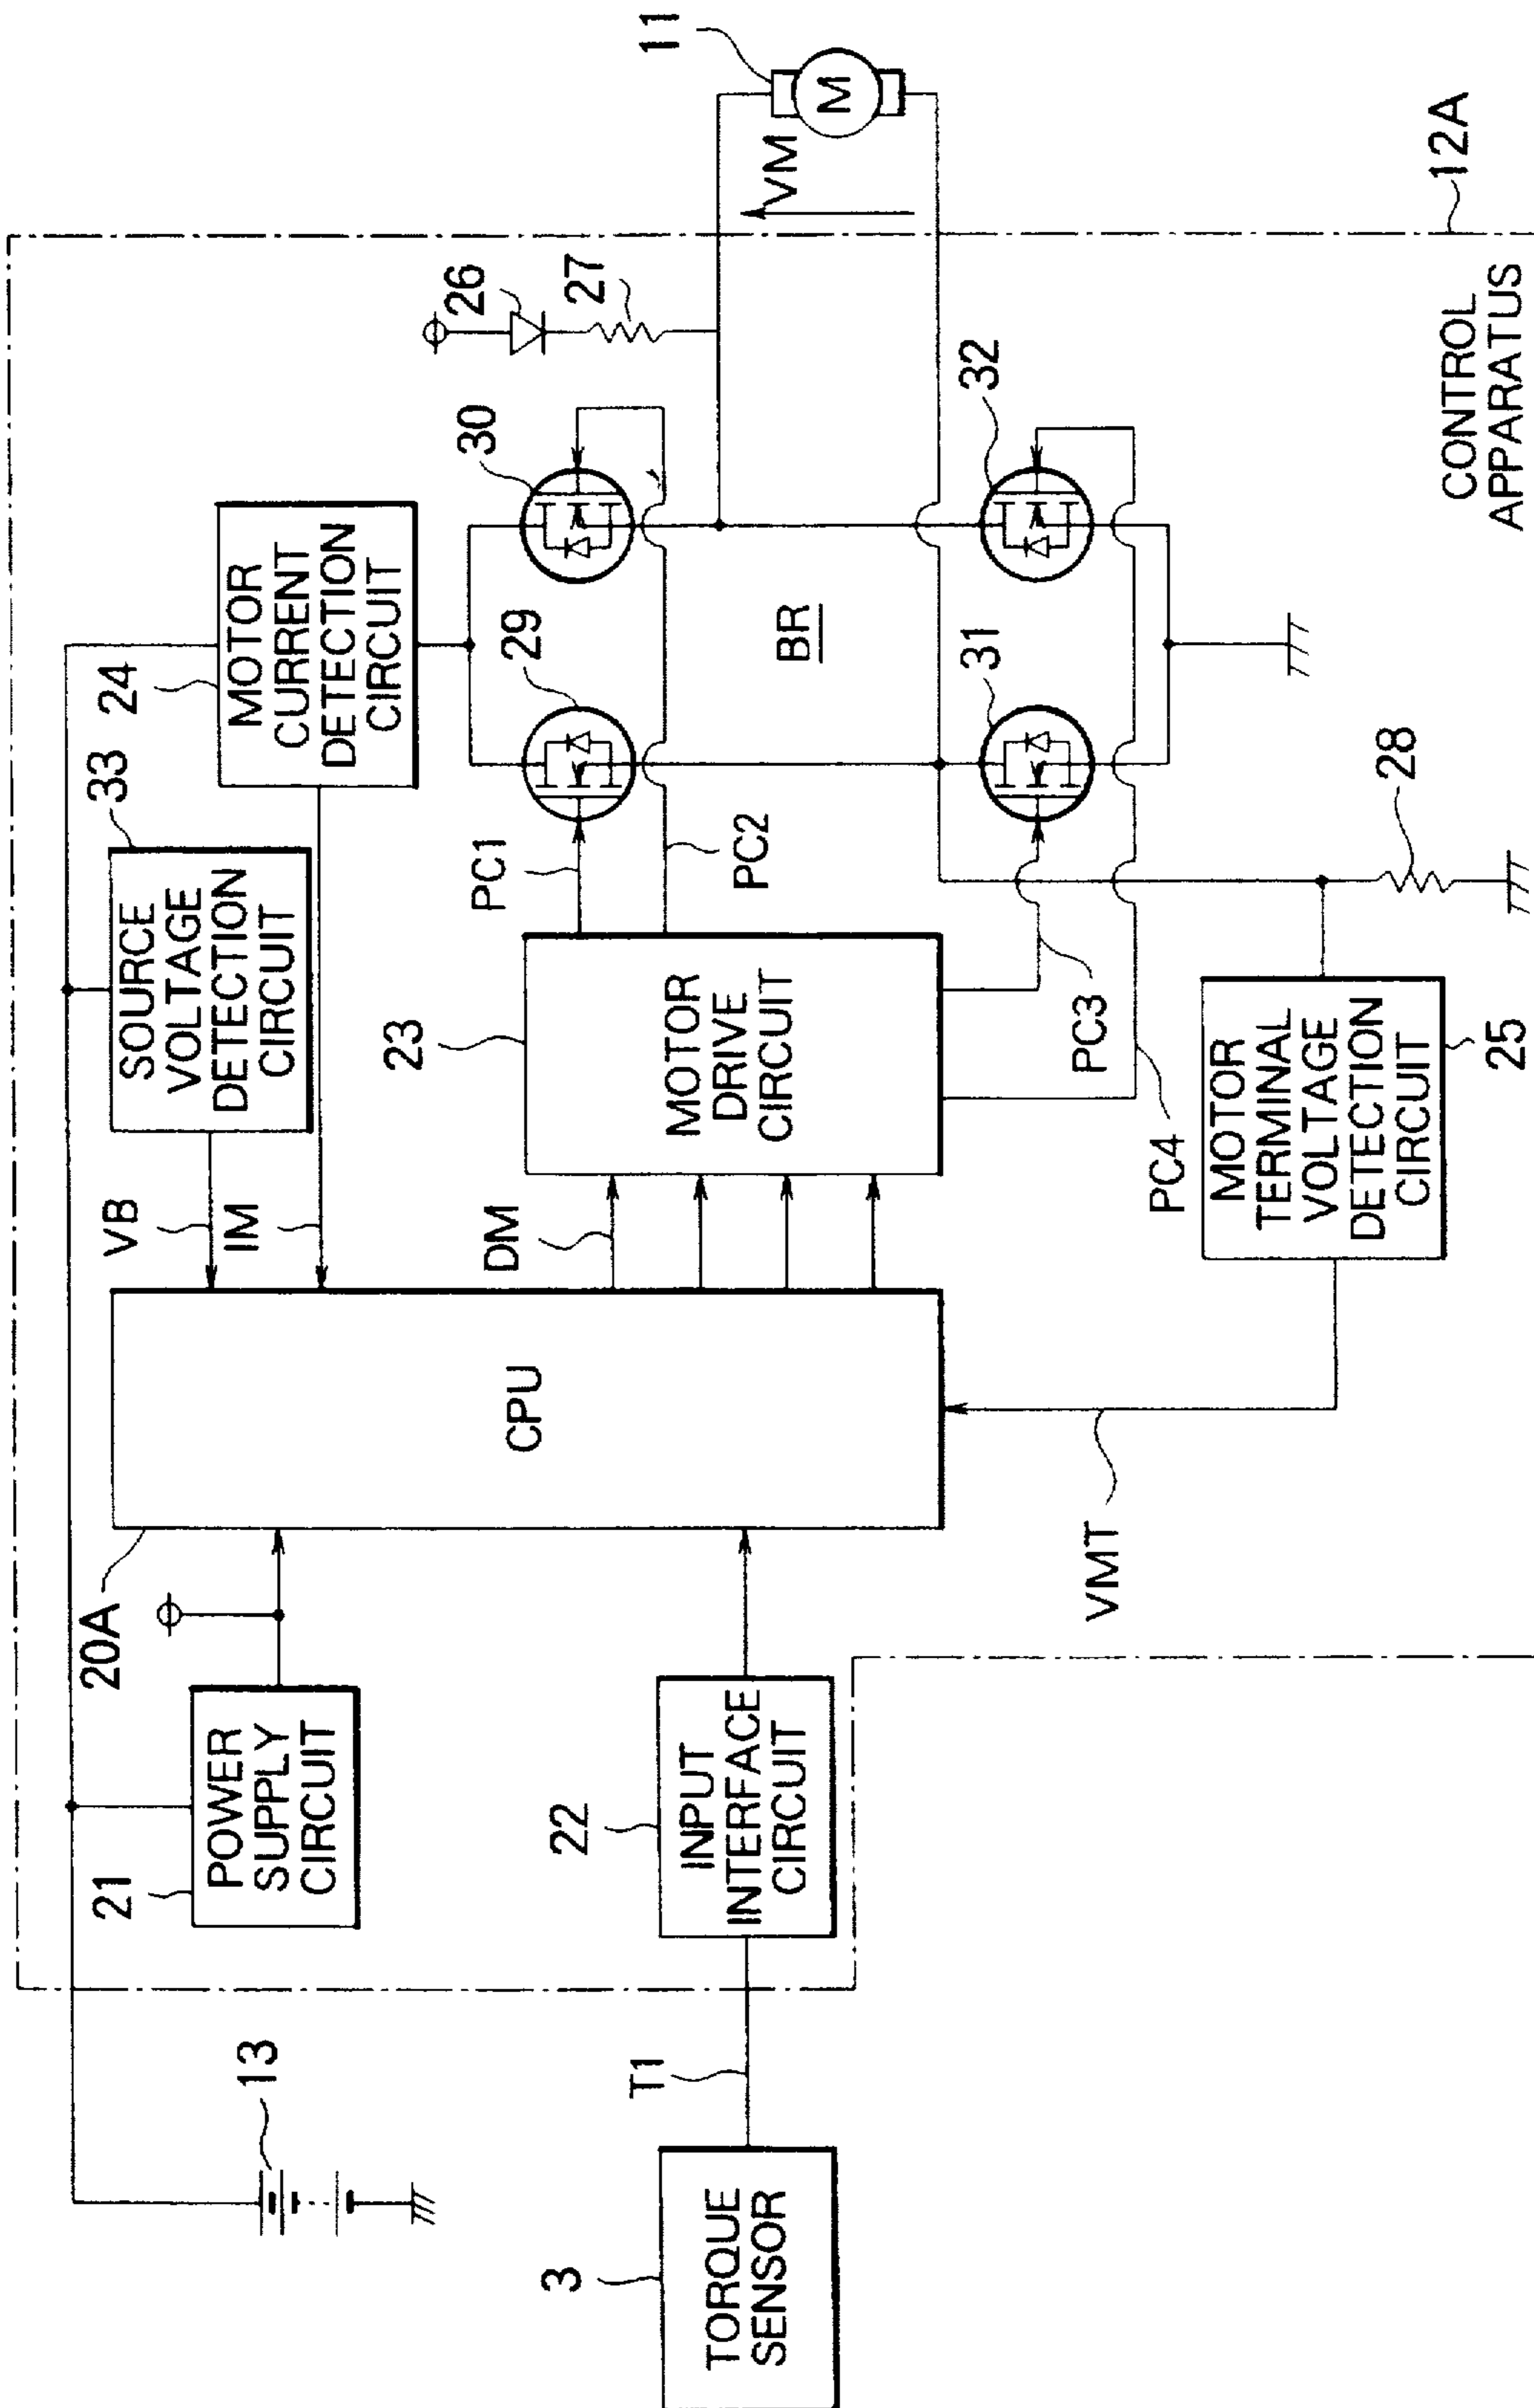 13
21
POWER
SUPPLY
CIRCUIT
20A
CPU
VB
IM
33
SOURCE
VOLTAGE
DETECTION
CIRCUIT
24
MOTOR
CURRENT
DETECTION
CIRCUIT
3
TORQUE
SENSOR
T1
22
INPUT
INTERFACE
CIRCUIT
DM
23
MOTOR
DRIVE
CIRCUIT
PC1
PC2
PC3
PC4
29
30
BR
31
32
26
27
VM
11
M
VMT
MOTOR
TERMINAL
VOLTAGE
DETECTION
CIRCUIT
25
28
CONTROL
APPARATUS
12A